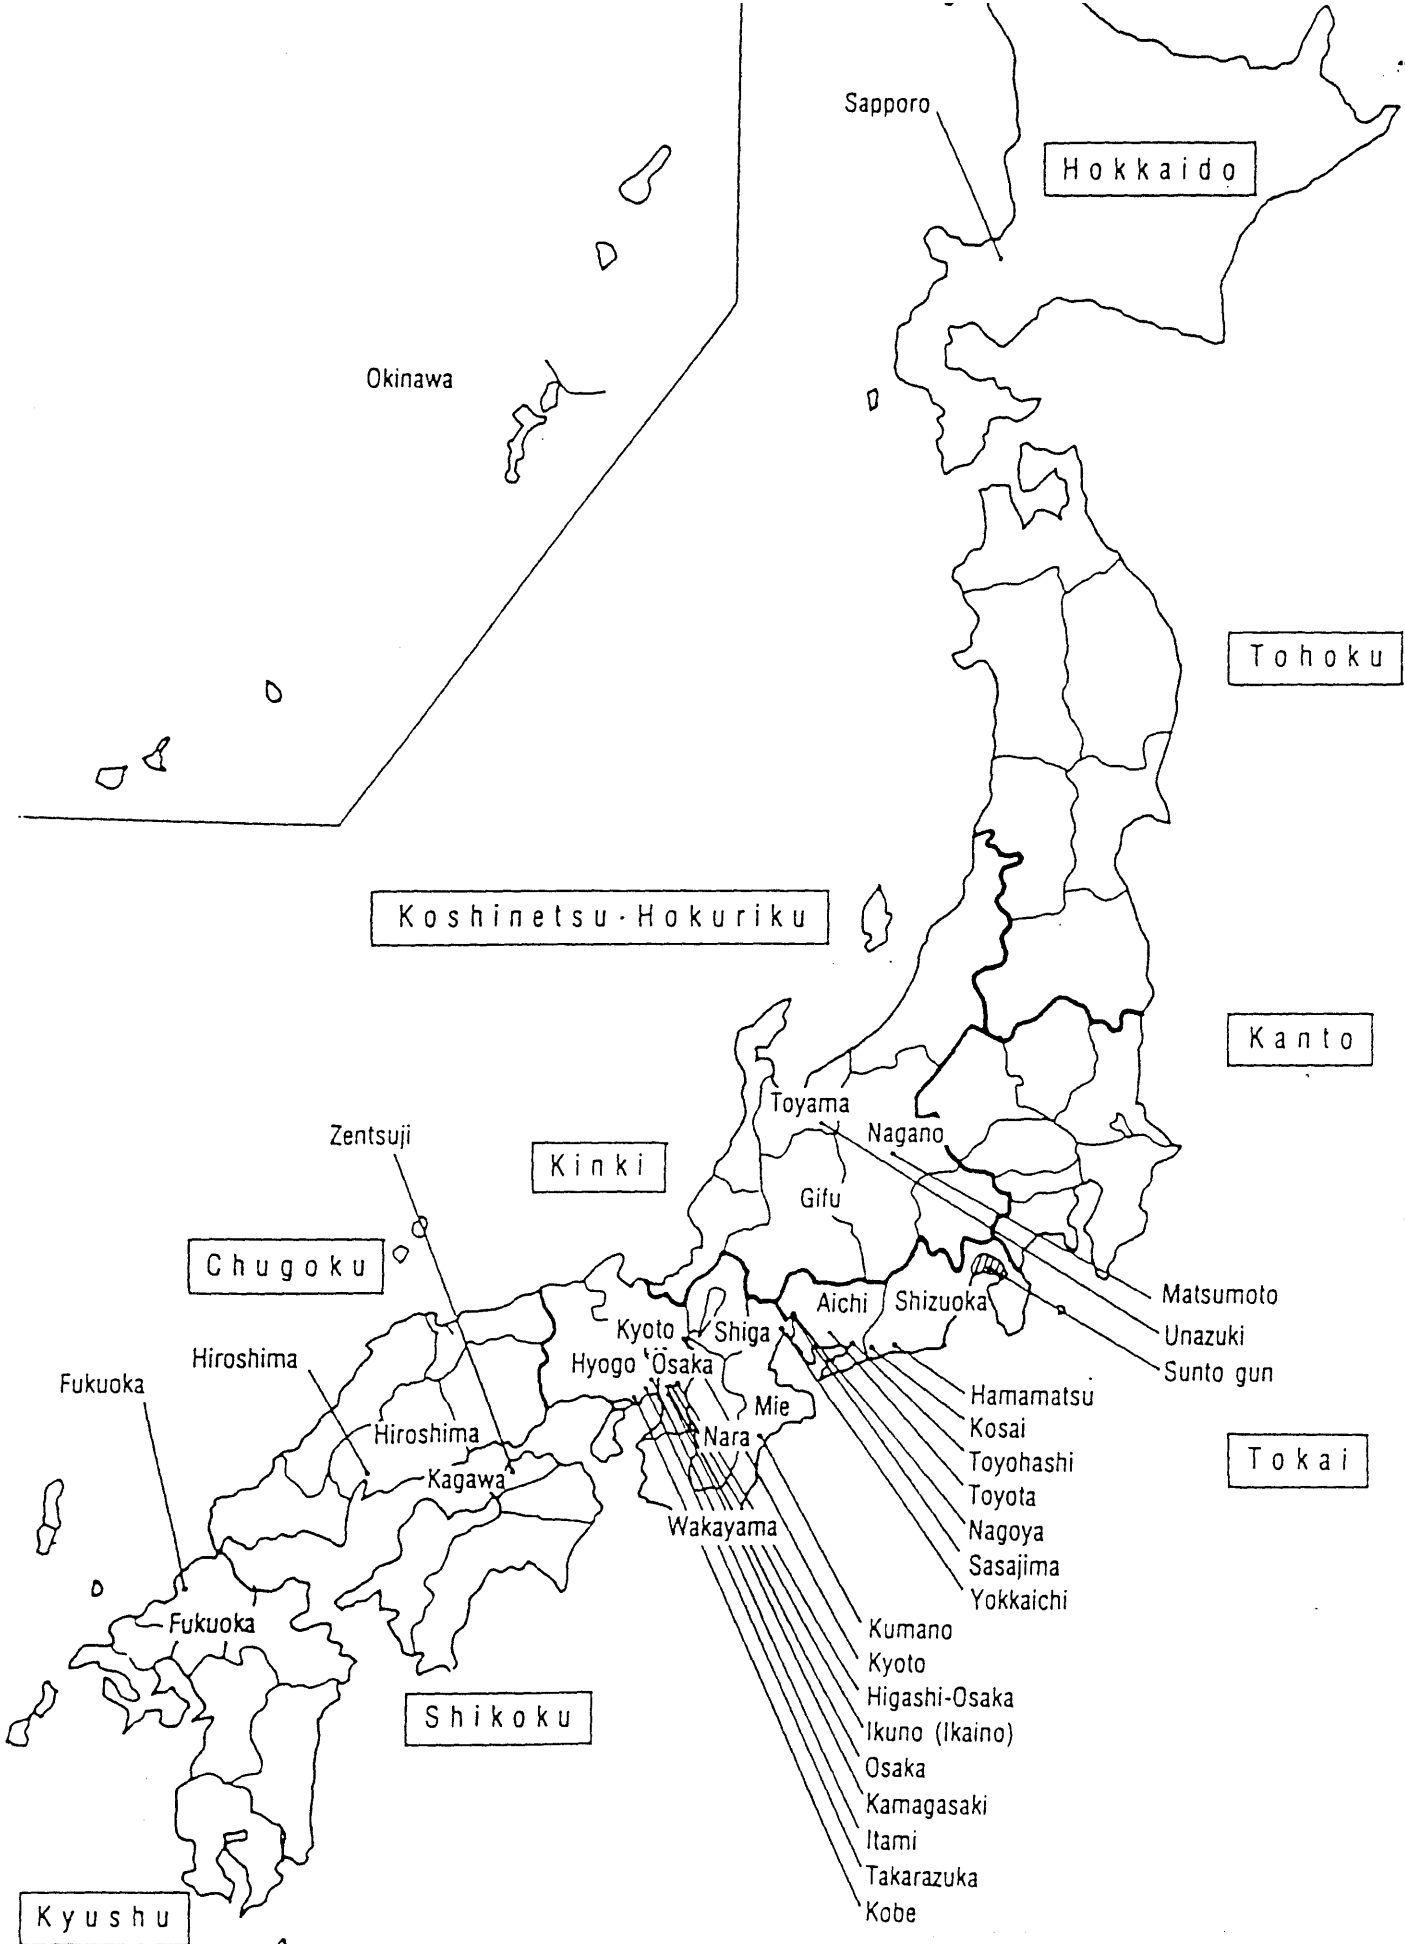 Sapporo
Hokkaido
Okinawa
Tohoku
Koshinetsu·Hokuriku
Kanto
Toyama
Nagano
Zentsuji
Kinki
Gifu
Chugoku
Matsumoto
Aichi
Shizuoka
Unazuki
Kyoto
Shiga
Hiroshima
Hyogo
Osaka
Sunto gun
Fukuoka
Hamamatsu
Mie
Kosai
Hiroshima
Nara
Toyohashi
Tokai
Kagawa
Toyota
Wakayama
Nagoya
Sasajima
Yokkaichi
Fukuoka
Kumano
Kyoto
Higashi-Osaka
Shikoku
Ikuno (Ikaino)
Osaka
Kamagasaki
Itami
Takarazuka
Kobe
Kyushu